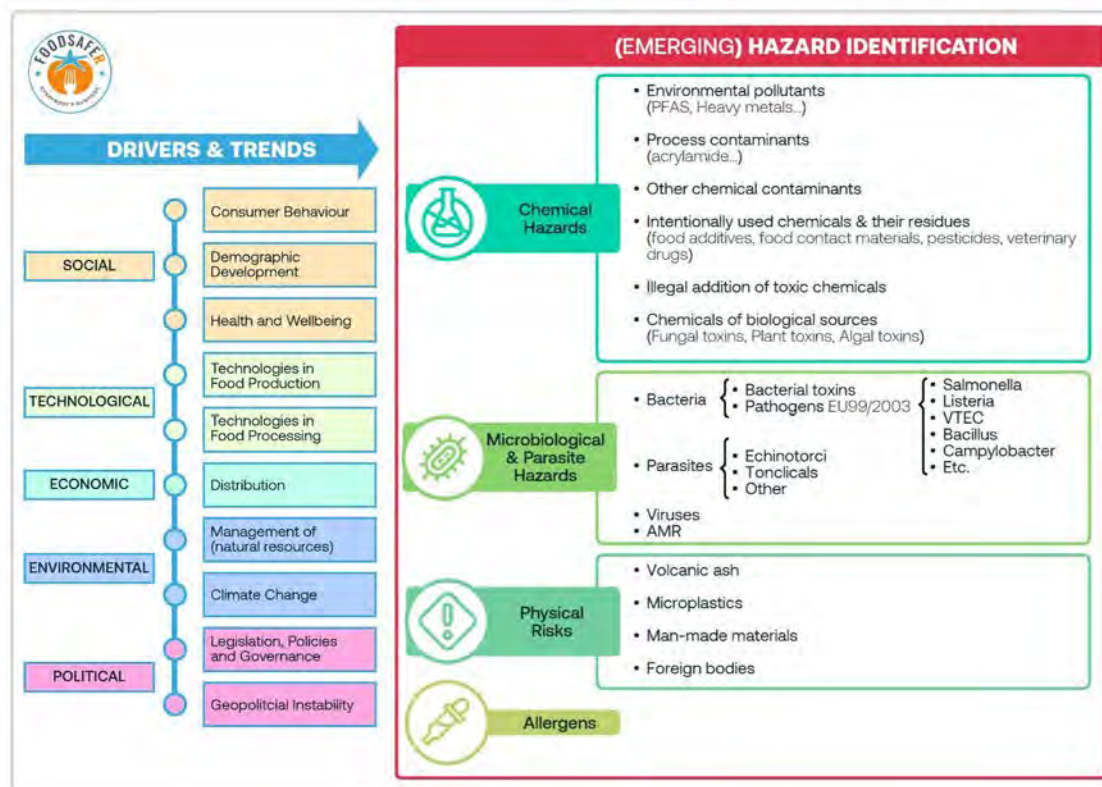 FOODSAFER
EVERYBODY'S BUSINESS
DRIVERS & TRENDS
SOCIAL
Consumer Behaviour
Demographic
Development
Health and Wellbeing
TECHNOLOGICAL
Technologies in
Food Production
Technologies in
Food Processing
ECONOMIC
Distribution
ENVIRONMENTAL
Management of
(natural resources)
Climate Change
POLITICAL
Legislation, Policies
and Governance
Geopolitcial Instability
(EMERGING) HAZARD IDENTIFICATION
Chemical
Hazards
• Environmental pollutants
(PFAS, Heavy metals...)
• Process contaminants
(acrylamide...)
• Other chemical contaminants
• Intentionally used chemicals & their residues
(food additives, food contact materials, pesticides, veterinary
drugs)
• Illegal addition of toxic chemicals
• Chemicals of biological sources
(Fungal toxins, Plant toxins, Algal toxins)
Microbiological
& Parasite
Hazards
• Bacteria
• Bacterial toxins
• Pathogens EU99/2003
• Salmonella
• Listeria
• VTEC
• Bacillus
• Campylobacter
• Etc.
• Parasites
• Echinotorci
• Tonclicals
• Other
• Viruses
• AMR
Physical
Risks
• Volcanic ash
• Microplastics
• Man-made materials
• Foreign bodies
Allergens